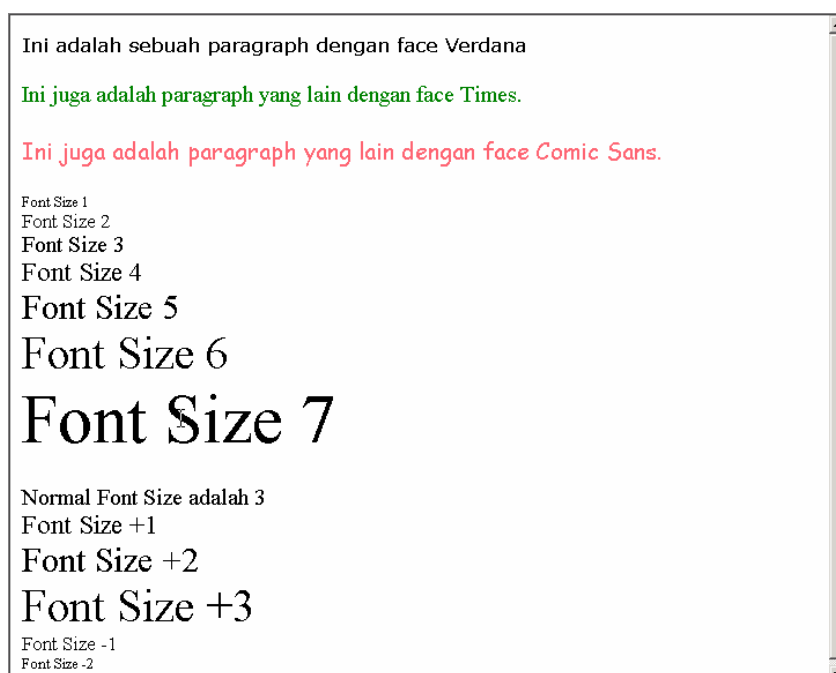 Ini adalah sebuah paragraph dengan face Verdana
Ini juga adalah paragraph yang lain dengan face Times.
Ini juga adalah paragraph yang lain dengan face Comic Sans.
Font Size 1
Font Size 2
Font Size 3
Font Size 4
Font Size 5
Font Size 6
Font Size 7
Normal Font Size adalah 3
Font Size +1
Font Size +2
Font Size +3
Font Size -1
Font Size -2